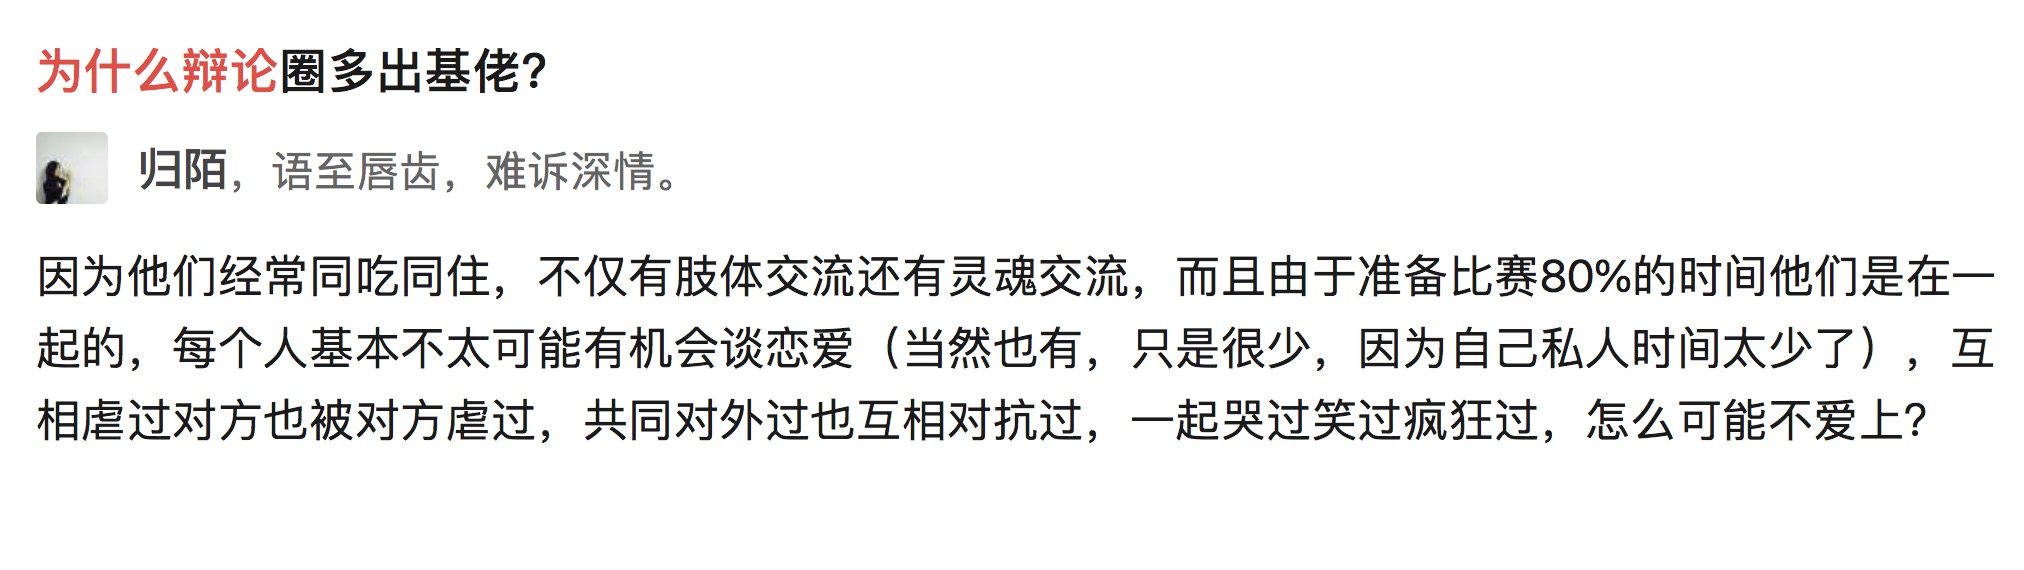 为什么辩论圈多出基佬?
归陌，语至唇齿，难诉深情。
因为他们经常同吃同住，不仅有肢体交流还有灵魂交流，而且由于准备比赛80%的时间他们是在一
起的，每个人基本不太可能有机会谈恋爱（当然也有，只是很少，因为自己私人时间太少了），互
相虐过对方也被对方虐过，共同对外过也互相对抗过，一起哭过笑过疯狂过，怎么可能不爱上?